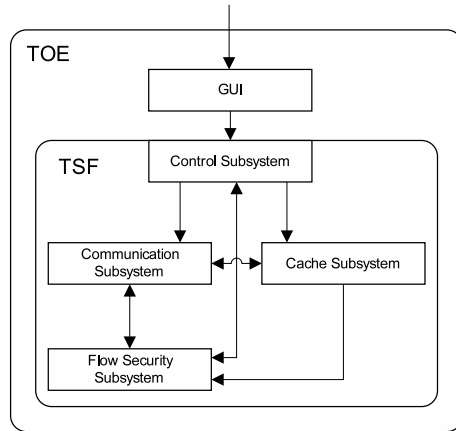 TOE
GUI
TSF
Control Subsystem
Communication
Subsystem
Cache Subsystem
Flow Security
Subsystem